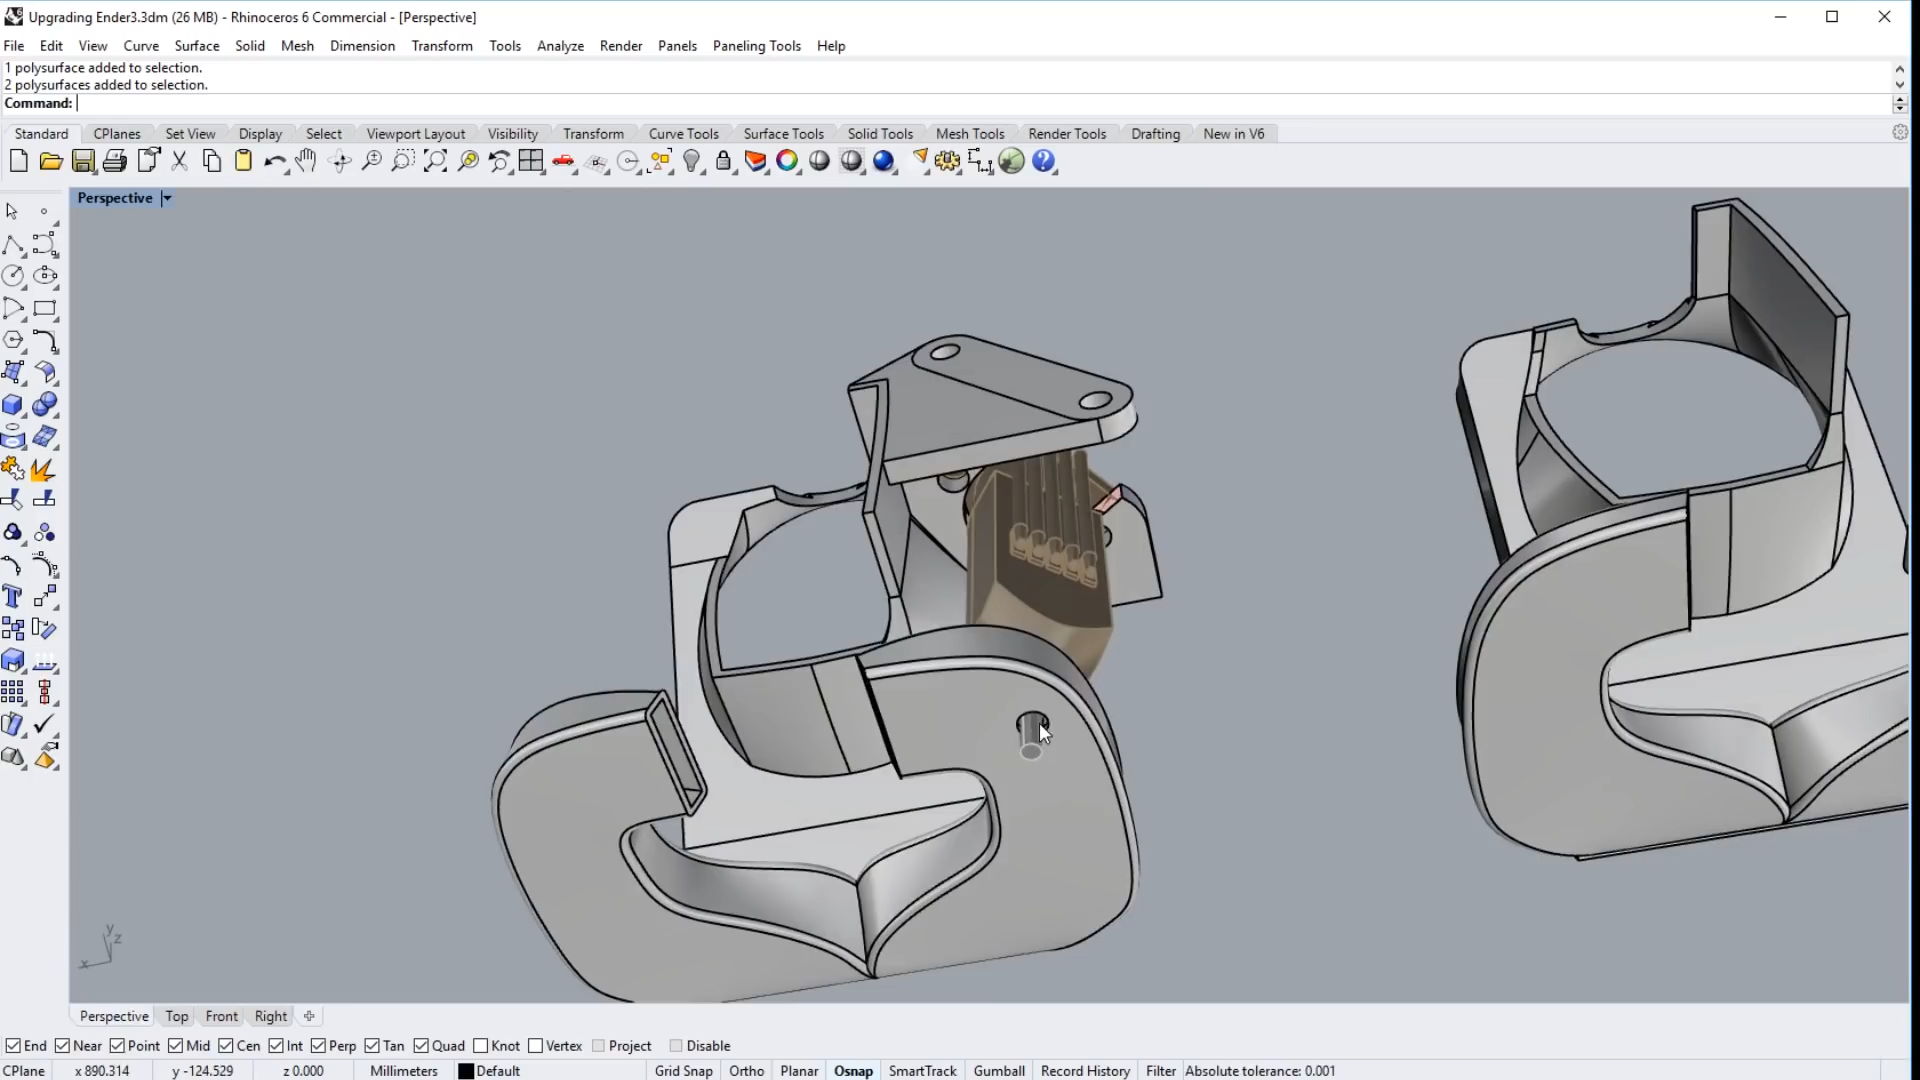 Upgrading Ender3.3dm (26 MB) - Rhinoceros 6 Commercial - [Perspective]
File Edit View Curve Surface Solid Mesh Dimension Transform Tools Analyze Render Panels Paneling Tools Help
1 polysurface added to selection.
2 polysurfaces added to selection.
Command:
Standard CPlanes Set View Display Select Viewport Layout Visibility Transform Curve Tools Surface Tools Solid Tools Mesh Tools Render Tools Drafting New in V6
Perspective
y
z
x
Perspective Top Front Right
End Near Point Mid Cen Int Perp Tan Quad Knot Vertex Project Disable
CPlane x 890.314 y -124.529 z 0.000 Millimeters Default Grid Snap Ortho Planar Osnap SmartTrack Gumball Record History Filter Absolute tolerance: 0.001